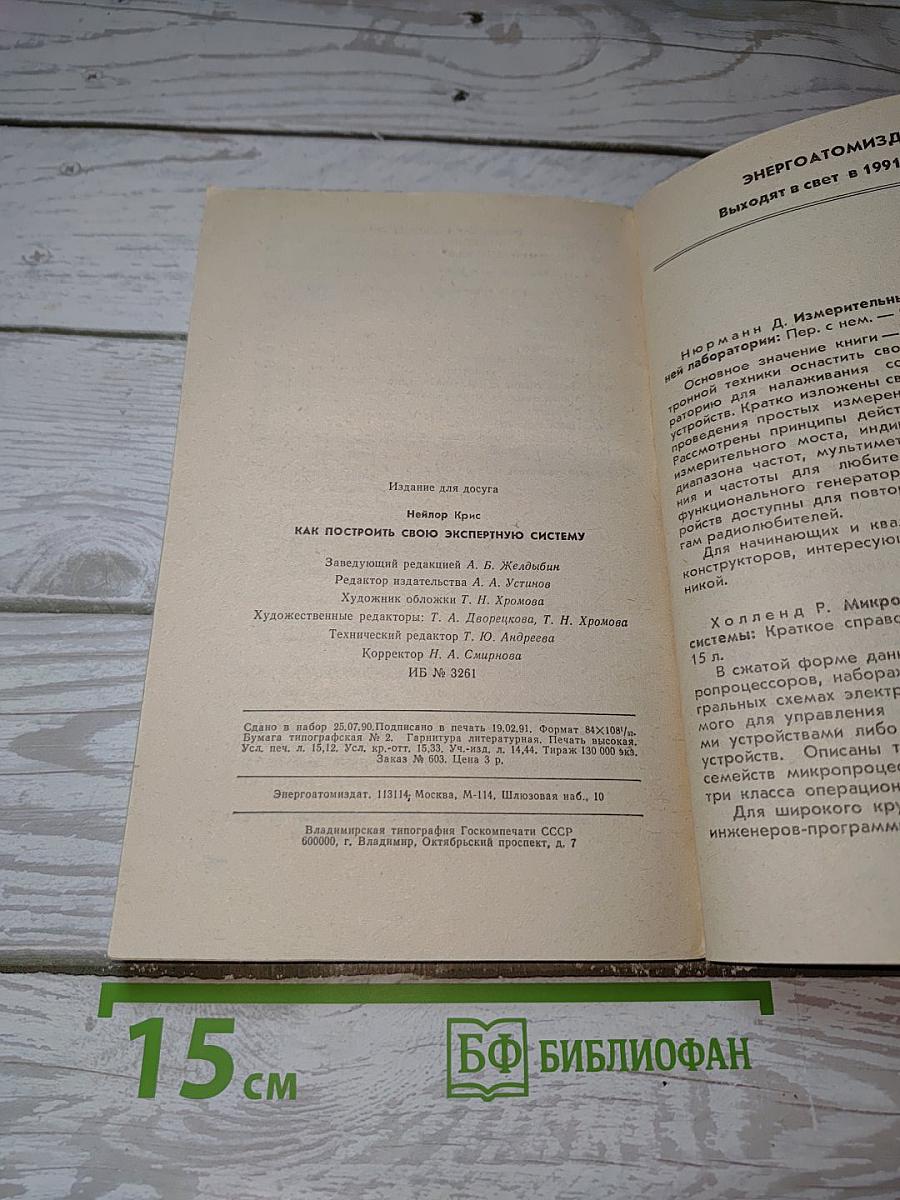 Издание для досуга
Нейлор Крис
КАК ПОСТРОИТЬ СВОЮ ЭКСПЕРТНУЮ СИСТЕМУ
Заведующий редакцией А. Б. Желдыбин
Редактор издательства А. А. Устинов
Художник обложки Т. Н. Хромова
Художественные редакторы: Т. А. Дворецкова, Т. Н. Хромова
Технический редактор Т. Ю. Андреева
Корректор Н. А. Смирнова
ИБ № 3261
Сдано в набор 25.07.90.Подписано в печать 19.02.91. Формат 84×108¹/₃₂.
Бумага типографская № 2. Гарнитура литературная. Печать высокая.
Усл. печ. л. 15,12. Усл. кр.-отт. 15,33. Уч.-изд. л. 14,44. Тираж 130 000 экз.
Заказ № 603. Цена 3 р.
Энергоатомиздат. 113114, Москва, М-114, Шлюзовая наб., 10
Владимирская типография Госкомпечати СССР
600000, г. Владимир, Октябрьский проспект, д. 7
ЭНЕРГОАТОМИЗД
Выходят в свет в 1991
Нюрманн Д. Измерительны
ней лаборатории: Пер. с нем. —
Основное значение книги —
тронной техники оснастить сво
раторию для налаживания со
устройств. Кратко изложены св
проведения простых измерен
Рассмотрены принципы дейст
измерительного моста, инди
диапазона частот, мультимет
ния и частоты для любите
функционального генератор
ройств доступны для повтор
гам радиолюбителей.
Для начинающих и квал
конструкторов, интересующ
никой.
Холленд Р. Микро
системы: Краткое справо
15 л.
В сжатой форме данн
ропроцессоров, набораж
гральных схемах электр
мого для управления
ми устройствами либо
устройств. Описаны т
семейств микропроцес
три класса операцион
Для широкого кру
инженеров-программ
15 см
БФ БИБЛИОФАН